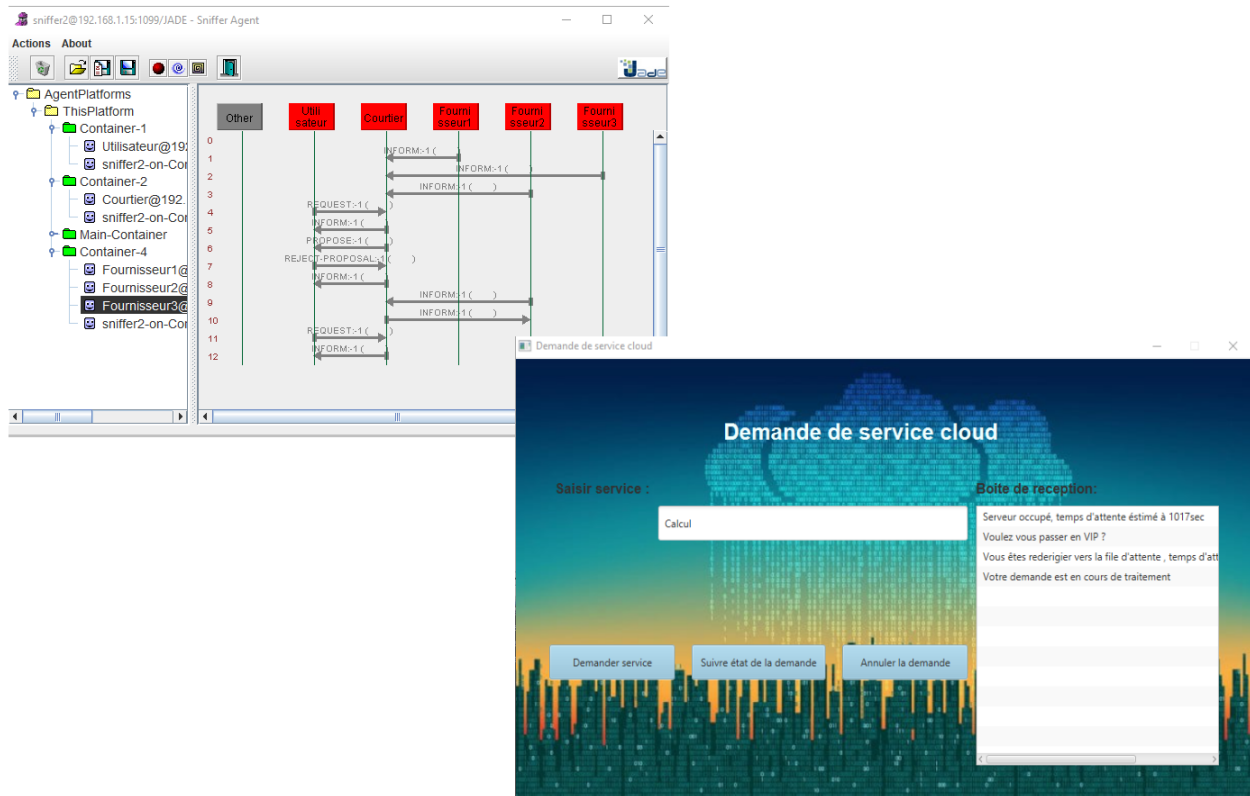 sniffer2@192.168.1.15:1099/JADE - Sniffer Agent
Actions About
Jade
AgentPlatforms
ThisPlatform
Container-1
Utilisateur@192
sniffer2-on-Cor
Container-2
Courtier@192.
sniffer2-on-Cor
Main-Container
Container-4
Fournisseur1@
Fournisseur2@
Fournisseur3@
sniffer2-on-Cor
Other
Utili
sateur
Courtier
Fourni
sseur1
Fourni
sseur2
Fourni
sseur3
0
1
INFORM:-1 ( )
2
INFORM:-1 ( )
3
INFORM:-1 ( )
4
REQUEST:-1 ( )
5
INFORM:-1 ( )
6
PROPOSE:-1 ( )
7
REJECT-PROPOSAL:-1 ( )
8
INFORM:-1 ( )
9
INFORM:-1 ( )
10
INFORM:-1 ( )
11
REQUEST:-1 ( )
12
INFORM:-1 ( )
Demande de service cloud
Demande de service cloud
Saisir service :
Calcul
Boite de reception:
Serveur occupé, temps d'attente éstimé à 1017sec
Voulez vous passer en VIP ?
Vous êtes rederigier vers la file d'attente , temps d'att
Votre demande est en cours de traitement
Demander service
Suivre état de la demande
Annuler la demande